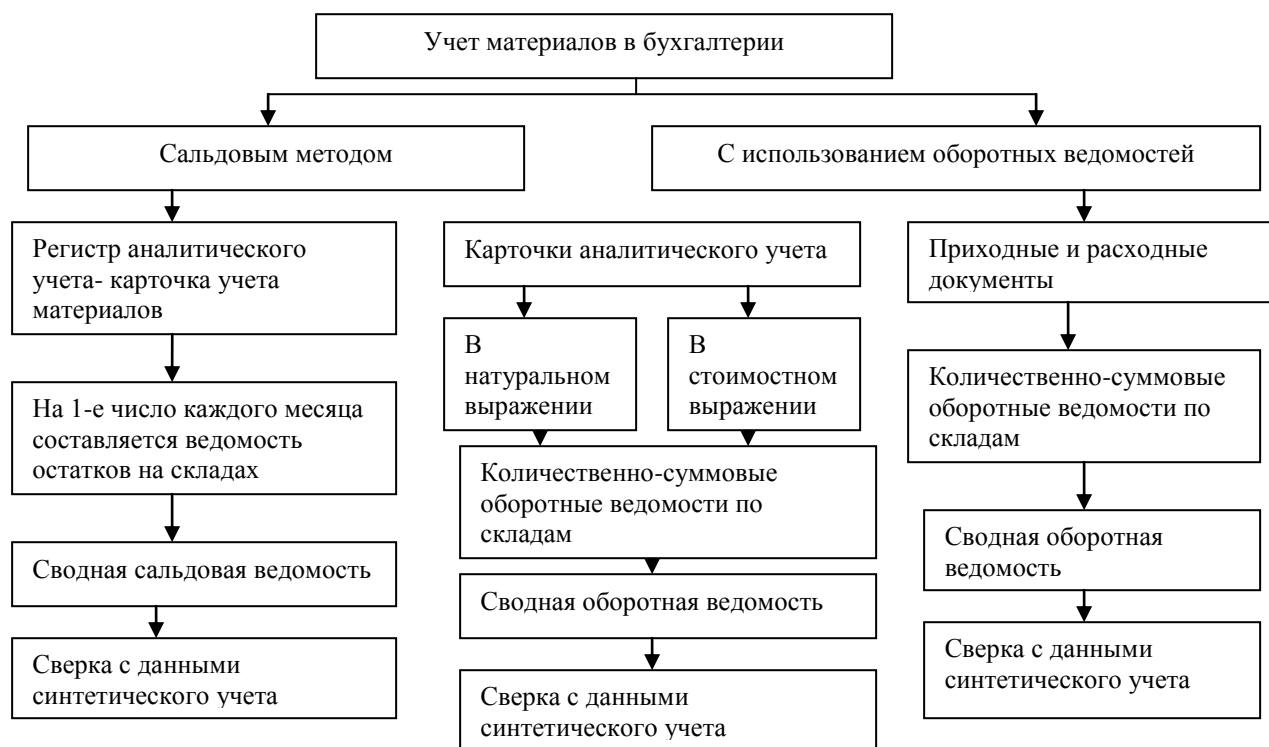 Учет материалов в бухгалтерии
Сальдовым методом
С использованием оборотных ведомостей
Регистр аналитического
учета- карточка учета
материалов
Карточки аналитического учета
Приходные и расходные
документы
В
натуральном
выражении
В
стоимостном
выражении
Количественно-суммовые
оборотные ведомости по
складам
На 1-е число каждого месяца
составляется ведомость
остатков на складах
Количественно-суммовые
оборотные ведомости по
складам
Сводная оборотная
ведомость
Сводная сальдовая ведомость
Сводная оборотная ведомость
Сверка с данными
синтетического учета
Сверка с данными
синтетического учета
Сверка с данными
синтетического учета